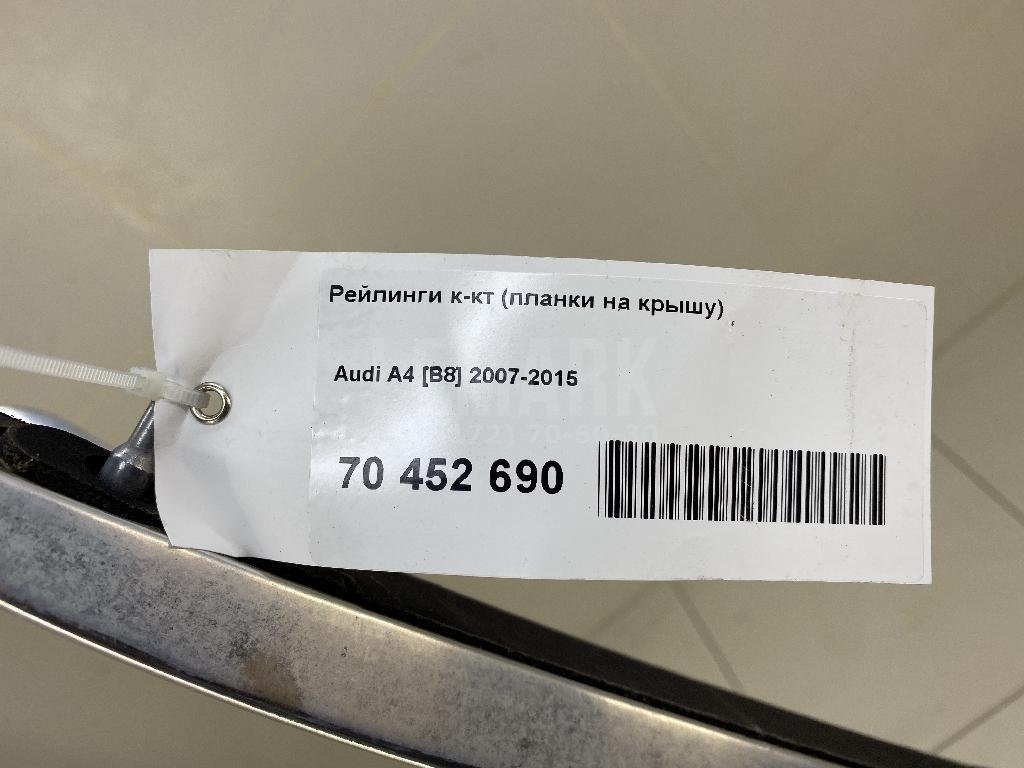 Рейлинги к-кт (планки на крышу)
Audi A4 [B8] 2007-2015
70 452 690